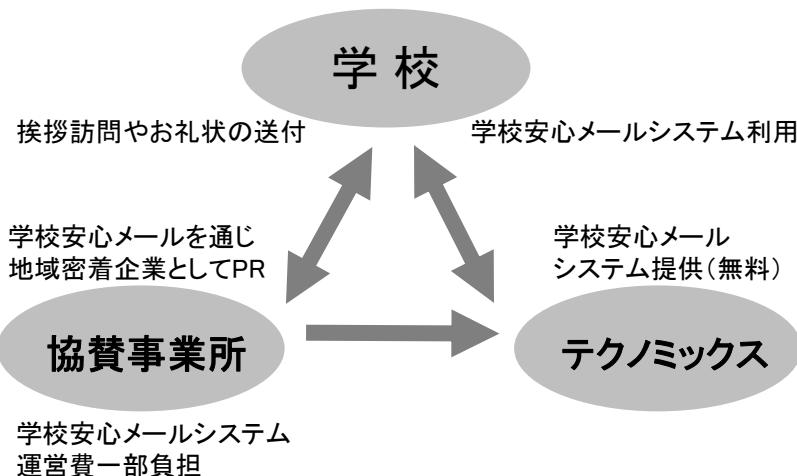 学校
挨拶訪問やお礼状の送付
学校安心メールシステム利用
学校安心メールを通じ
地域密着企業としてPR
学校安心メール
システム提供（無料）
協賛事業所
テクノミックス
学校安心メールシステム
運営費一部負担